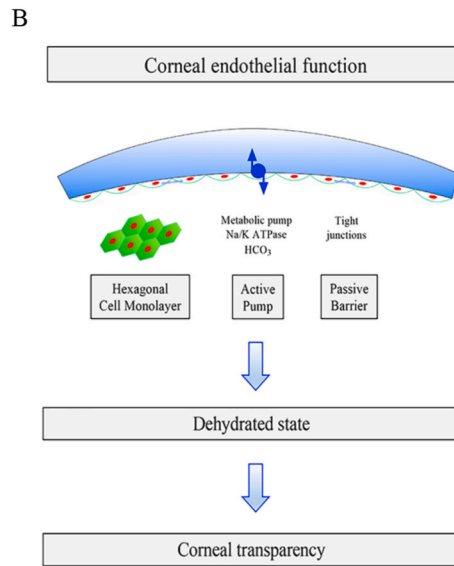 B
Corneal endothelial function
Metabolic pump
Na/K ATPase
HCO₃
Tight
junctions
Hexagonal
Cell Monolayer
Active
Pump
Passive
Barrier
Dehydrated state
Corneal transparency